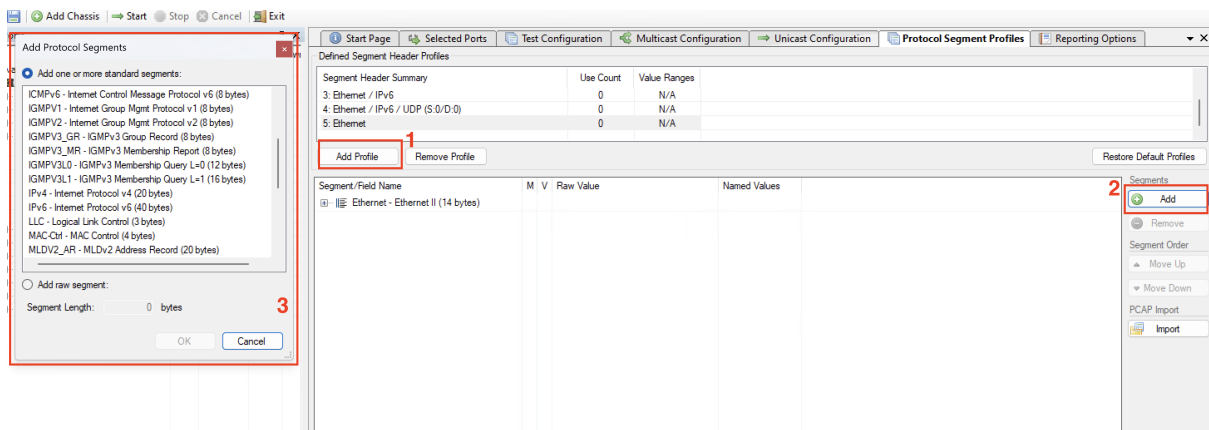 Add Chassis Start Stop Cancel Exit
Add Protocol Segments
Add one or more standard segments:
ICMPv6 - Internet Control Message Protocol v6 (8 bytes)
IGMPV1 - Internet Group Mgmt Protocol v1 (8 bytes)
IGMPV2 - Internet Group Mgmt Protocol v2 (8 bytes)
IGMPV3_GR - IGMPv3 Group Record (8 bytes)
IGMPV3_MR - IGMPv3 Membership Report (8 bytes)
IGMPV3L0 - IGMPv3 Membership Query L=0 (12 bytes)
IGMPV3L1 - IGMPv3 Membership Query L=1 (16 bytes)
IPv4 - Internet Protocol v4 (20 bytes)
IPv6 - Internet Protocol v6 (40 bytes)
LLC - Logical Link Control (3 bytes)
MAC-Ctrl - MAC Control (4 bytes)
MLDV2_AR - MLDv2 Address Record (20 bytes)
Add raw segment:
Segment Length: 0 bytes
3
OK Cancel
Start Page Selected Ports Test Configuration Multicast Configuration Unicast Configuration Protocol Segment Profiles Reporting Options
Defined Segment Header Profiles
Segment Header Summary Use Count Value Ranges
3: Ethernet / IPv6 0 N/A
4: Ethernet / IPv6 / UDP (S:0/D:0) 0 N/A
5: Ethernet 0 N/A
1
Add Profile Remove Profile Restore Default Profiles
Segment/Field Name M V Raw Value Named Values
Ethernet - Ethernet II (14 bytes)
Segments
2
Add
Remove
Segment Order
Move Up
Move Down
PCAP Import
Import